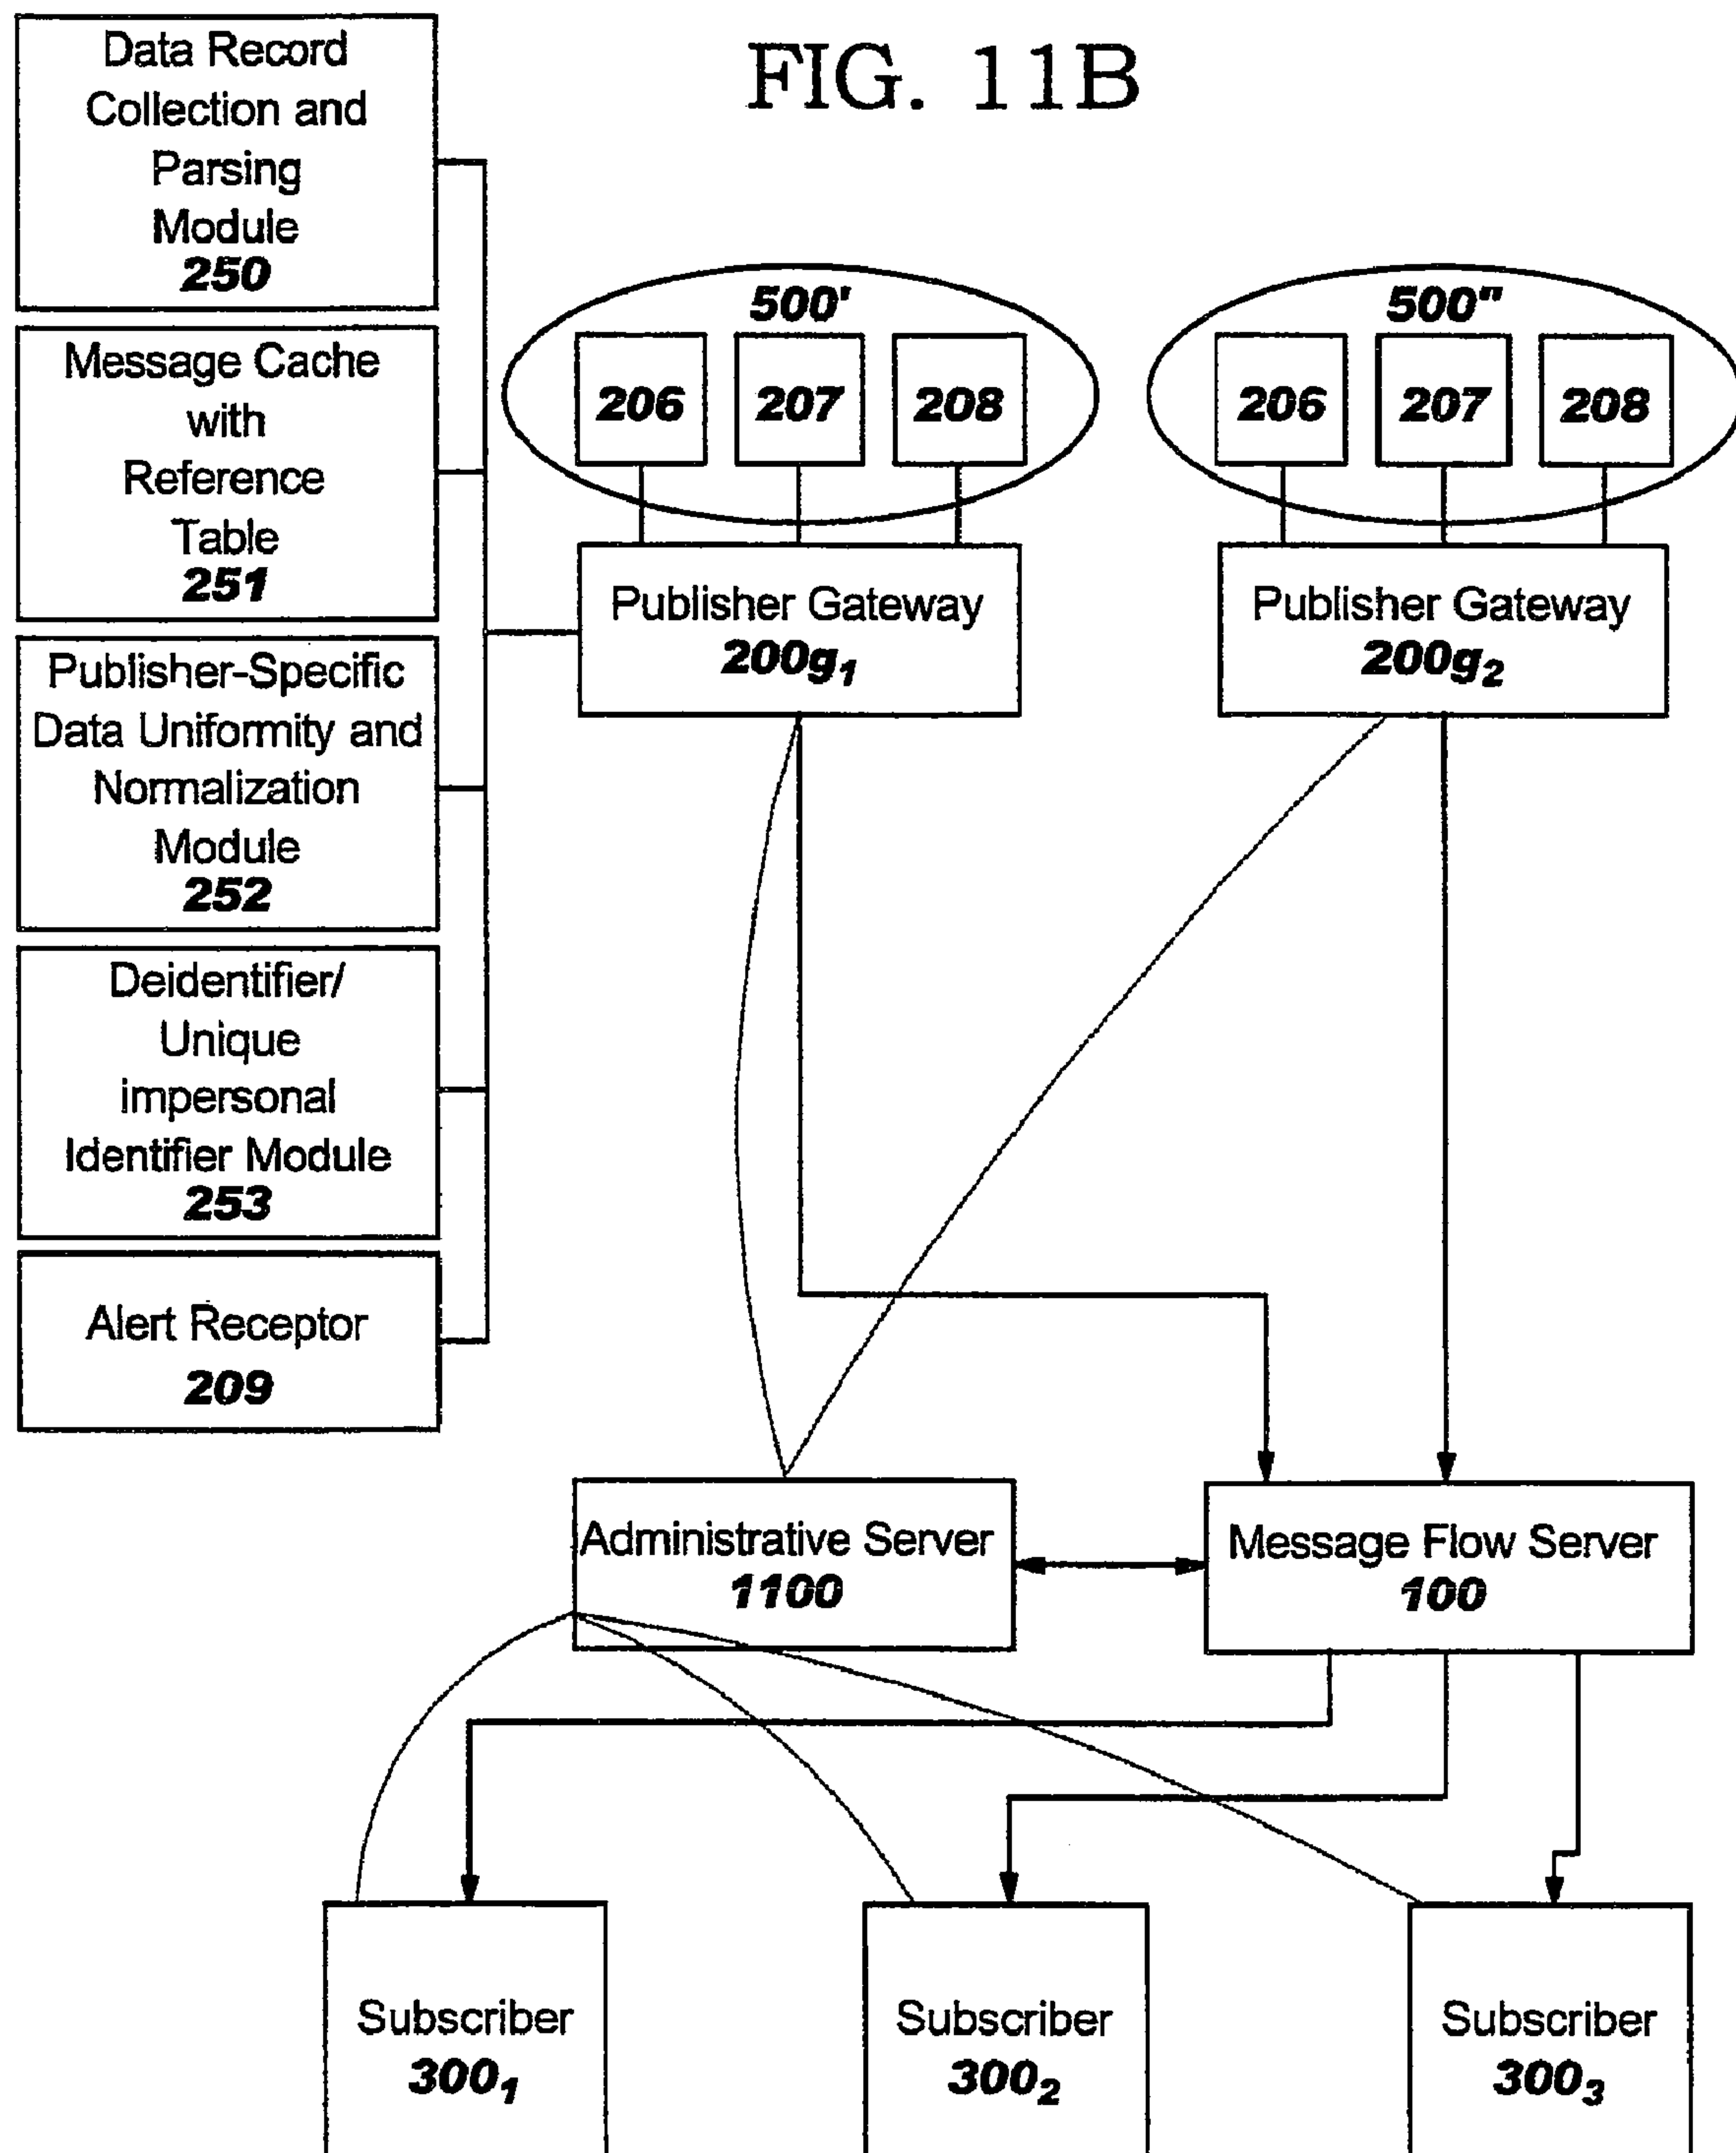 FIG. 11B
Data Record
Collection and
Parsing
Module
250
Message Cache
with
Reference
Table
251
Publisher-Specific
Data Uniformity and
Normalization
Module
252
Deidentifier/
Unique
impersonal
Identifier Module
253
Alert Receptor
209
500'
206 207 208
Publisher Gateway
200g1
500"
206 207 208
Publisher Gateway
200g2
Administrative Server
1100
Message Flow Server
100
Subscriber
3001
Subscriber
3002
Subscriber
3003